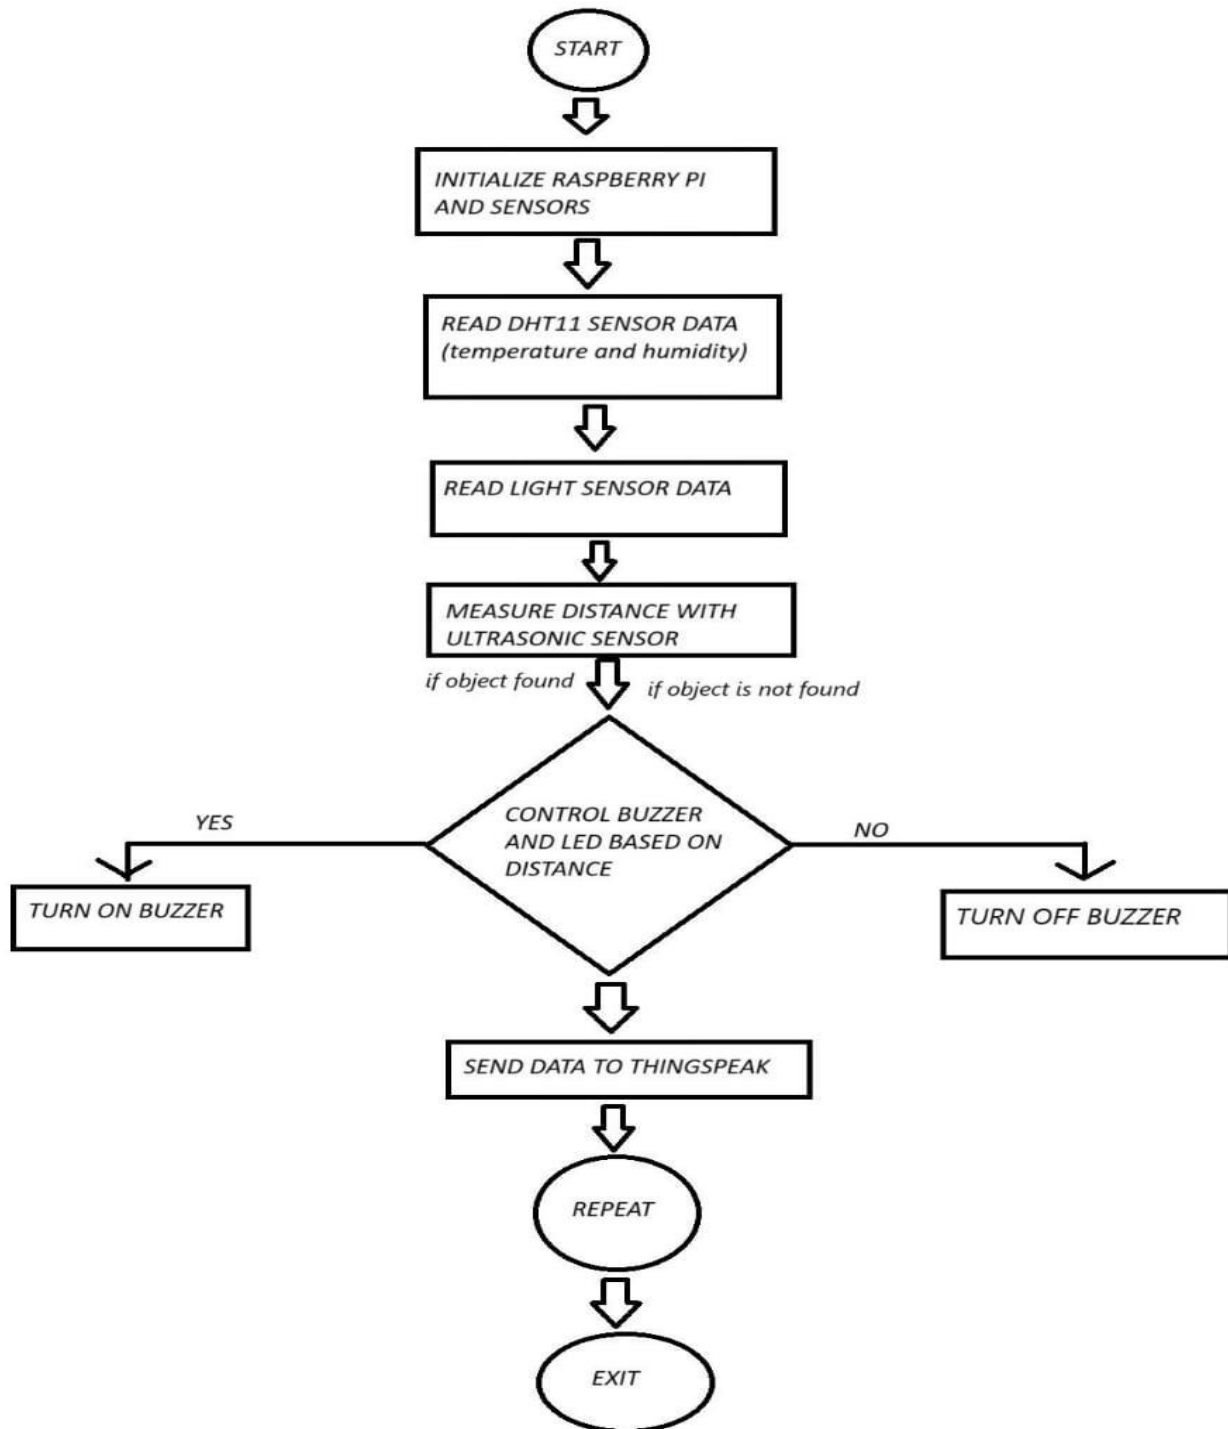 START
INITIALIZE RASPBERRY PI
AND SENSORS
READ DHT11 SENSOR DATA
(temperature and humidity)
READ LIGHT SENSOR DATA
MEASURE DISTANCE WITH
ULTRASONIC SENSOR
if object found
if object is not found
CONTROL BUZZER
AND LED BASED ON
DISTANCE
YES
NO
TURN ON BUZZER
TURN OFF BUZZER
SEND DATA TO THINGSPEAK
REPEAT
EXIT